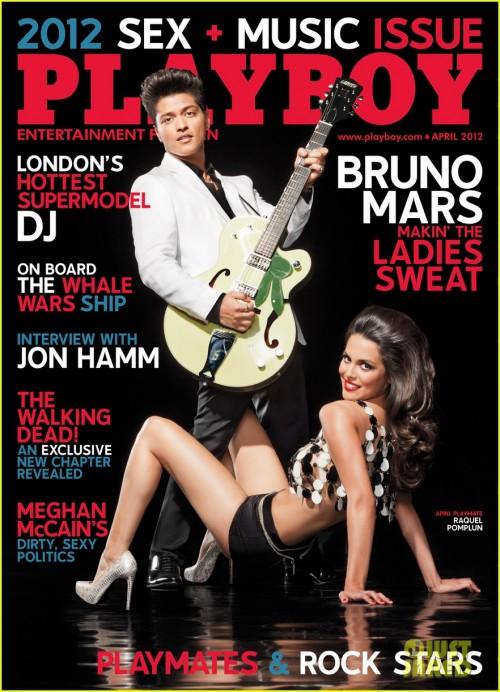 2012 SEX + MUSIC ISSUE
PLAYBOY
ENTERTAINMENT F
www.playboy.com • APRIL 2012
LONDON'S
HOTTEST
SUPERMODEL
DJ
BRUNO
MARS
MAKIN' THE
LADIES
SWEAT
ON BOARD
THE WHALE
WARS SHIP
INTERVIEW WITH
JON HAMM
THE
WALKING
DEAD!
AN EXCLUSIVE
NEW CHAPTER
REVEALED
MEGHAN
McCAIN'S
DIRTY, SEXY
POLITICS
APRIL PLAYMATE
RAQUEL
POMPLUN
PLAYMATES & ROCK STARS
JUST
JARED